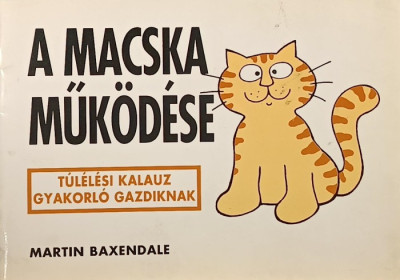 A MACSKA
MŰKÖDÉSE
TÚLÉLÉSI KALAUZ
GYAKORLÓ GAZDIKNAK
MARTIN BAXENDALE